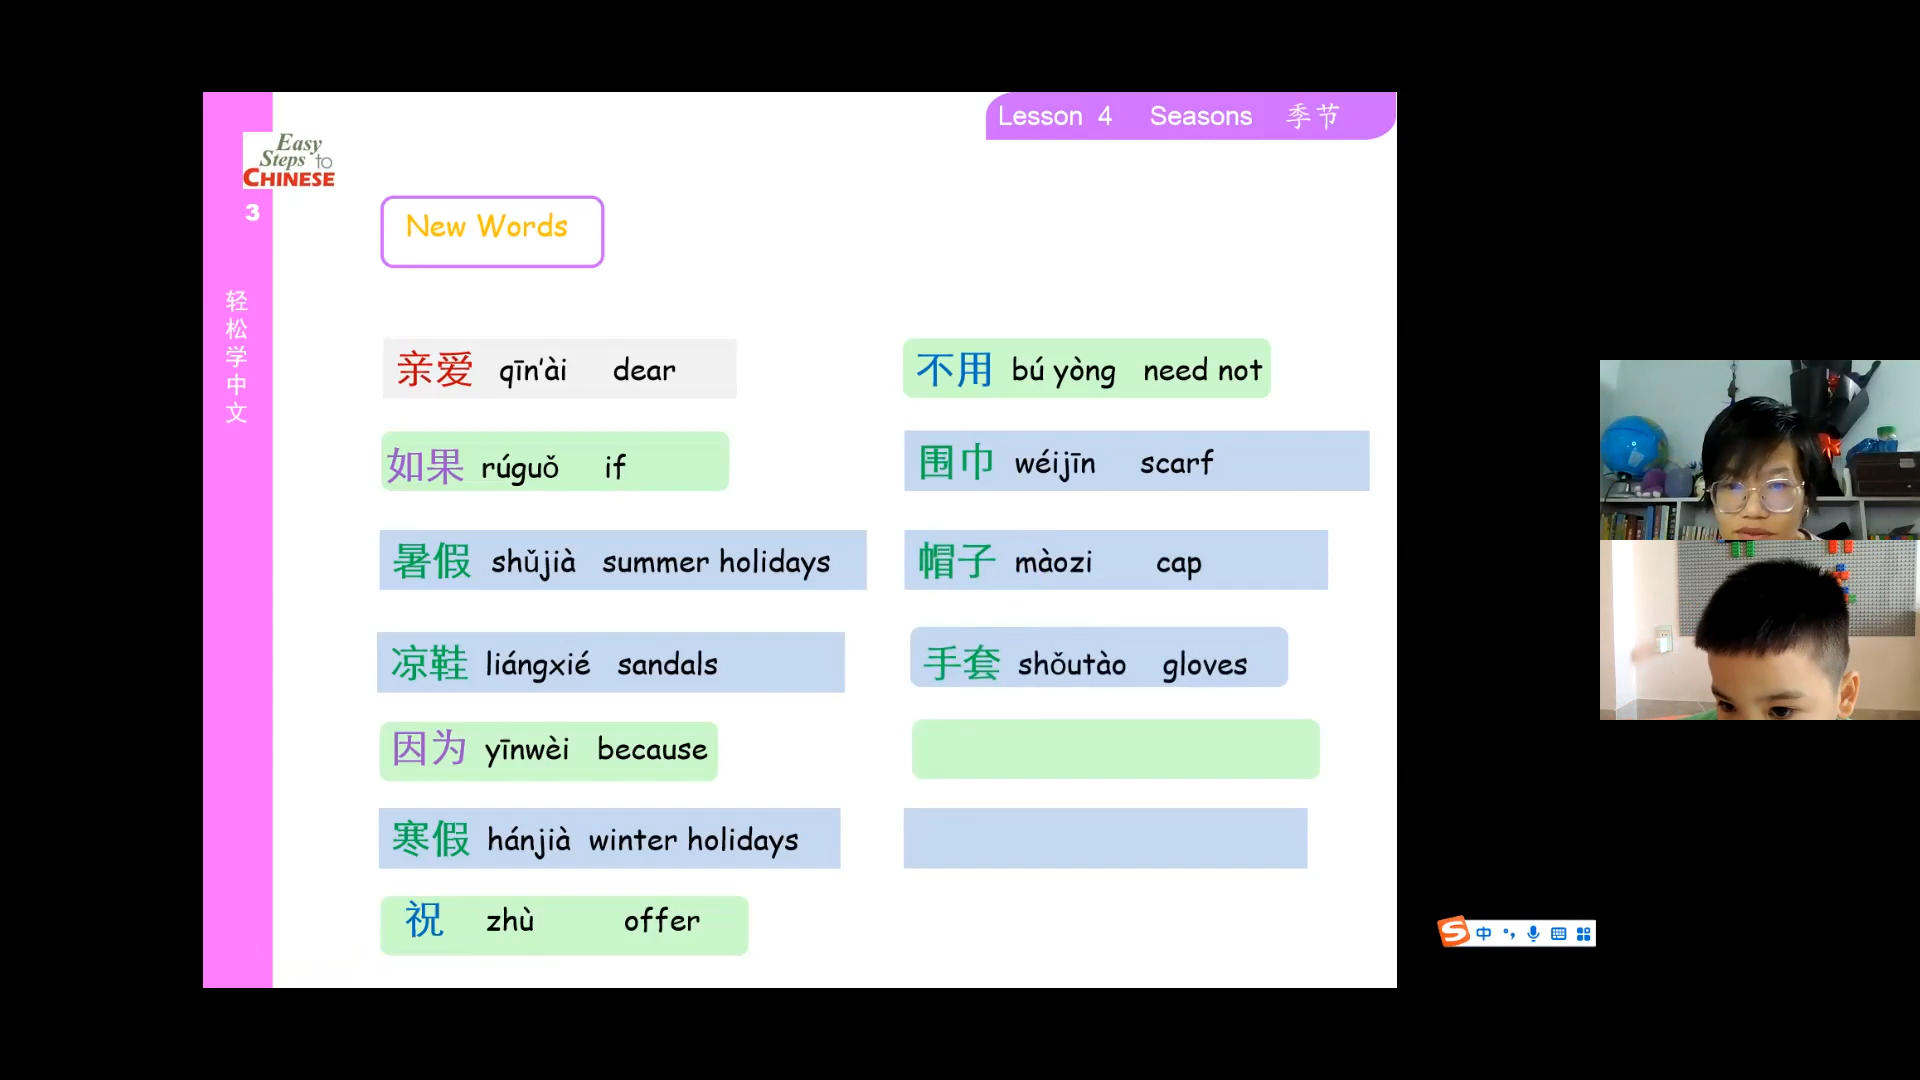 Lesson 4 Seasons 季节
Easy
Steps to
CHINESE
3
轻松学中文
New Words
亲爱 qīn'ài dear
如果 rúguǒ if
暑假 shǔjià summer holidays
凉鞋 liángxié sandals
因为 yīnwèi because
寒假 hánjià winter holidays
祝 zhù offer
不用 bú yòng need not
围巾 wéijīn scarf
帽子 màozi cap
手套 shǒutào gloves
S 中